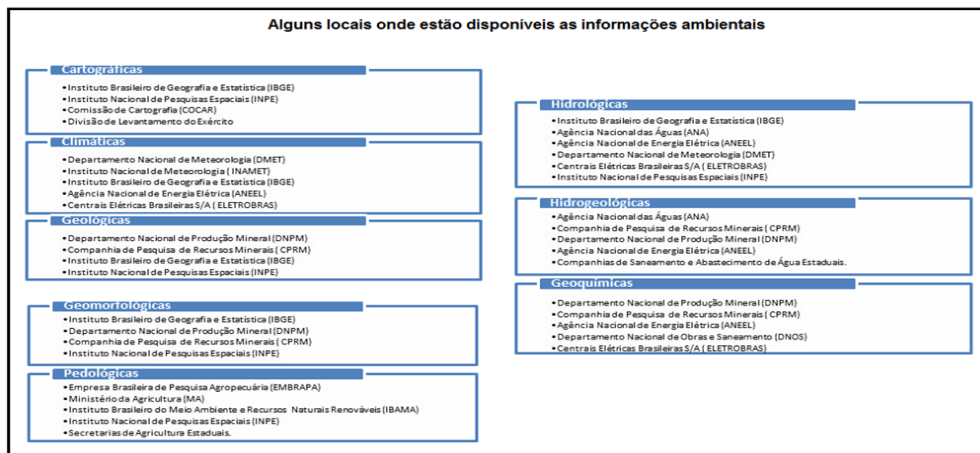 Alguns locais onde estão disponíveis as informações ambientais
Cartográficas
• Instituto Brasileiro de Geografia e Estatística (IBGE)
• Instituto Nacional de Pesquisas Espaciais (INPE)
• Comissão de Cartografia (COCAR)
• Divisão de Levantamento do Exército
Climáticas
• Departamento Nacional de Meteorologia (DMET)
• Instituto Nacional de Meteorologia ( INAMET)
• Instituto Brasileiro de Geografia e Estatística (IBGE)
• Agência Nacional de Energia Elétrica (ANEEL)
• Centrais Elétricas Brasileiras S/A ( ELETROBRAS)
Geológicas
• Departamento Nacional de Produção Mineral (DNPM)
• Companhia de Pesquisa de Recursos Minerais ( CPRM)
• Instituto Brasileiro de Geografia e Estatística (IBGE)
• Instituto Nacional de Pesquisas Espaciais (INPE)
Geomorfológicas
• Instituto Brasileiro de Geografia e Estatística (IBGE)
• Departamento Nacional de Produção Mineral (DNPM)
• Companhia de Pesquisa de Recursos Minerais ( CPRM)
• Instituto Nacional de Pesquisas Espaciais (INPE)
Pedológicas
• Empresa Brasileira de Pesquisa Agropecuária (EMBRAPA)
• Ministério da Agricultura (MA)
• Instituto Brasileiro do Meio Ambiente e Recursos Naturais Renováveis (IBAMA)
• Instituto Nacional de Pesquisas Espaciais (INPE)
• Secretarias de Agricultura Estaduais.
Hidrológicas
• Instituto Brasileiro de Geografia e Estatística (IBGE)
• Agência Nacional das Águas (ANA)
• Agência Nacional de Energia Elétrica (ANEEL)
• Departamento Nacional de Meteorologia (DMET)
• Centrais Elétricas Brasileiras S/A ( ELETROBRAS)
• Instituto Nacional de Pesquisas Espaciais (INPE)
Hidrogeológicas
• Agência Nacional das Águas (ANA)
• Companhia de Pesquisa de Recursos Minerais ( CPRM)
• Departamento Nacional de Produção Mineral (DNPM)
• Agência Nacional de Energia Elétrica (ANEEL)
• Companhias de Saneamento e Abastecimento de Água Estaduais.
Geoquímicas
• Departamento Nacional de Produção Mineral (DNPM)
• Companhia de Pesquisa de Recursos Minerais ( CPRM)
• Agência Nacional de Energia Elétrica (ANEEL)
• Departamento Nacional de Obras e Saneamento (DNOS)
• Centrais Elétricas Brasileiras S/A ( ELETROBRAS)